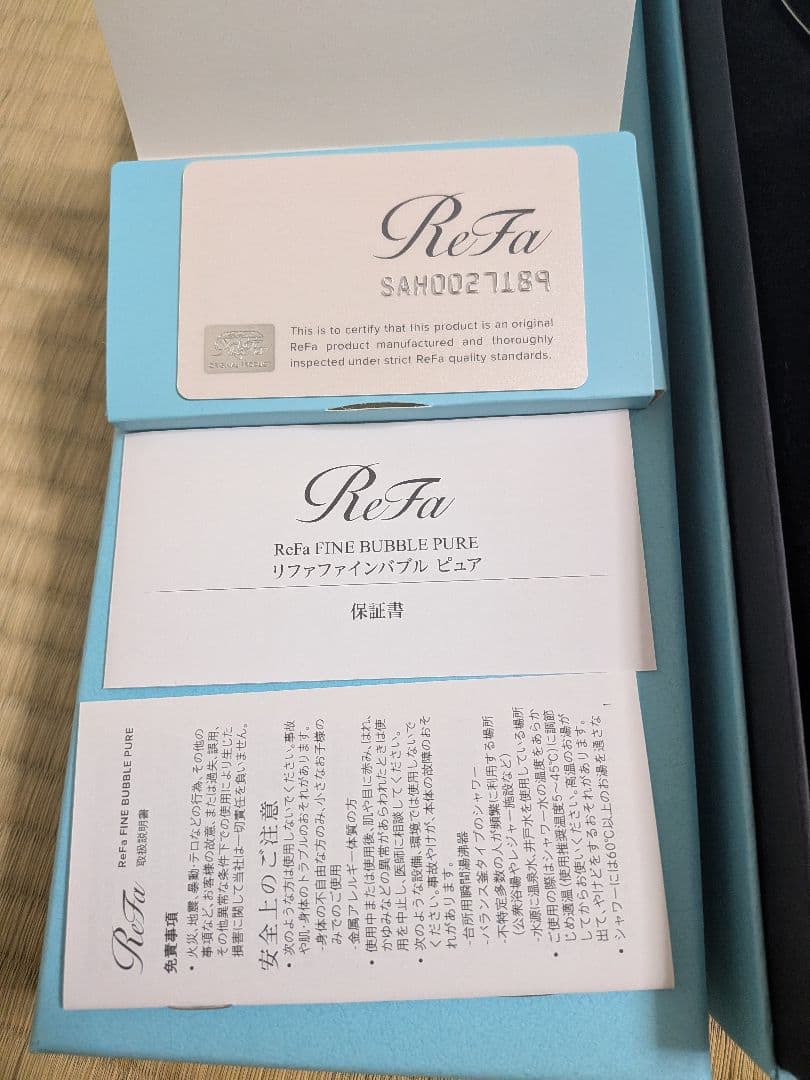 ReFa
SAH0027189
ORIGINAL PRODUCT
This is to certify that this product is an original
ReFa product manufactured and thoroughly
inspected under strict ReFa quality standards.
ReFa
ReFa FINE BUBBLE PURE
リファファインバブル ピュア
保証書
ReFa
ReFa FINE BUBBLE PURE
取扱説明書
免責事項
• 火災、地震、暴動・テロなどの行為、その他の
事項など、お客様の故意、または過失、誤用、
その他異常な条件下での使用により生じた
損害に関して当社は一切責任を負いません。
安全上のご注意
• 次のような方は使用しないでください。事故
や肌・身体のトラブルのおそれがあります。
-身体の不自由な方のみ、小さなお子様の
みでのご使用
-金属アレルギー体質の方
• 使用中または使用後、肌や目に赤み、はれ、
かゆみなどの異常があらわれたときは使
用を中止し、医師に相談してください。
• 次のような設備、環境では使用しないで
ください。事故やけが、本体の故障のおそ
れがあります。
-台所用瞬間湯沸器
-バランス釜タイプのシャワー
-不特定多数の人が頻繁に利用する場所
(公衆浴場やレジャー施設など)
-水源に温泉水、井戸水を使用している場所
• ご使用の際はシャワー水の温度をあらか
じめ適温(使用推奨温度5～45℃)に調節
してからお使いください。高温のお湯が
出て、やけどをするおそれがあります。
• シャワーには60℃以上のお湯を通さな
1